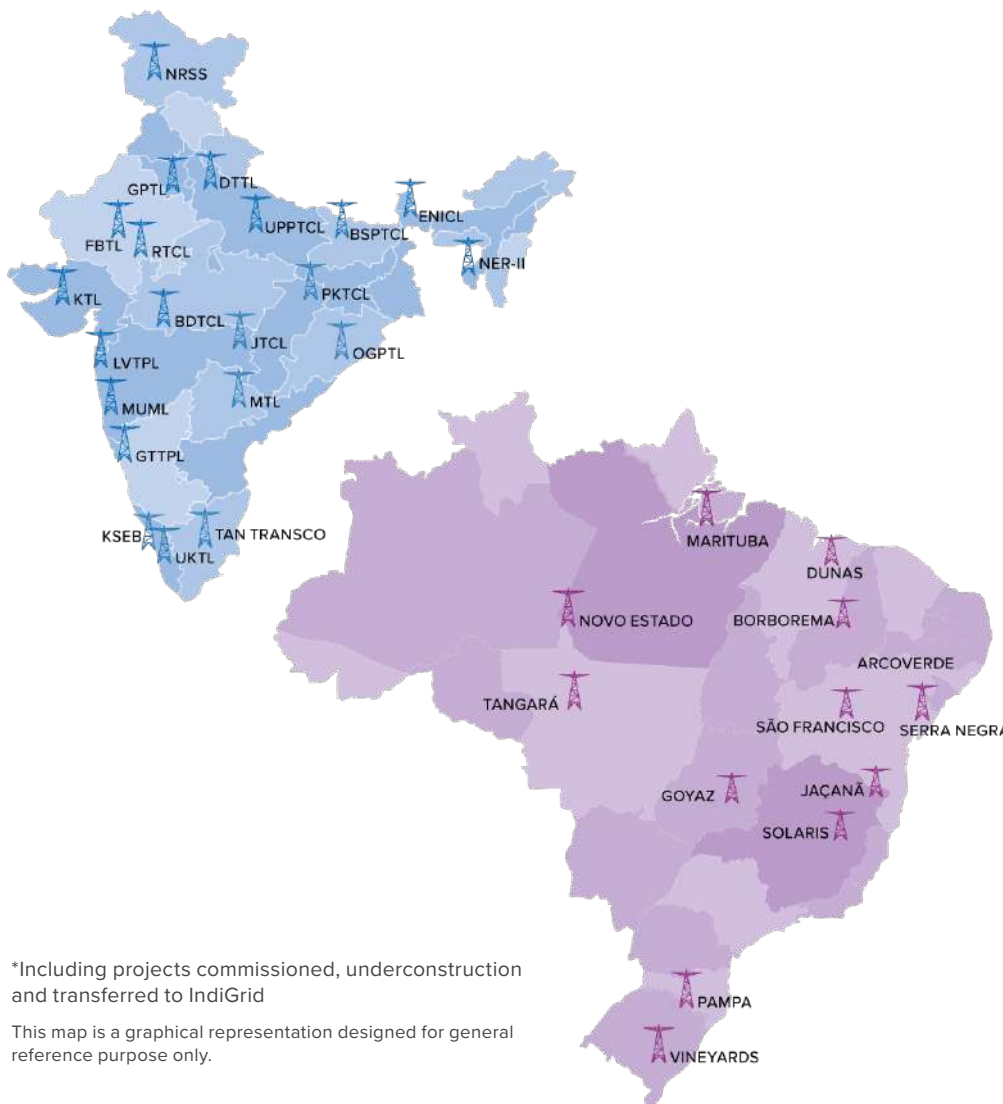 NRSS
GPTL
DTTL
ENICL
UPPTCL
BSPTCL
FBTL
RTCL
NER-II
KTL
PKTCL
BDTCL
JTCL
OGPTL
LVTPL
MUML
MTL
GTTPL
KSEB
TAN TRANSCO
UKTL
MARITUBA
DUNAS
NOVO ESTADO
BORBOREMA
ARCOVERDE
TANGARÁ
SÃO FRANCISCO
SERRA NEGRA
GOYAZ
JAÇANÃ
SOLARIS
PAMPA
VINEYARDS
*Including projects commissioned, underconstruction
and transferred to IndiGrid
This map is a graphical representation designed for general
reference purpose only.